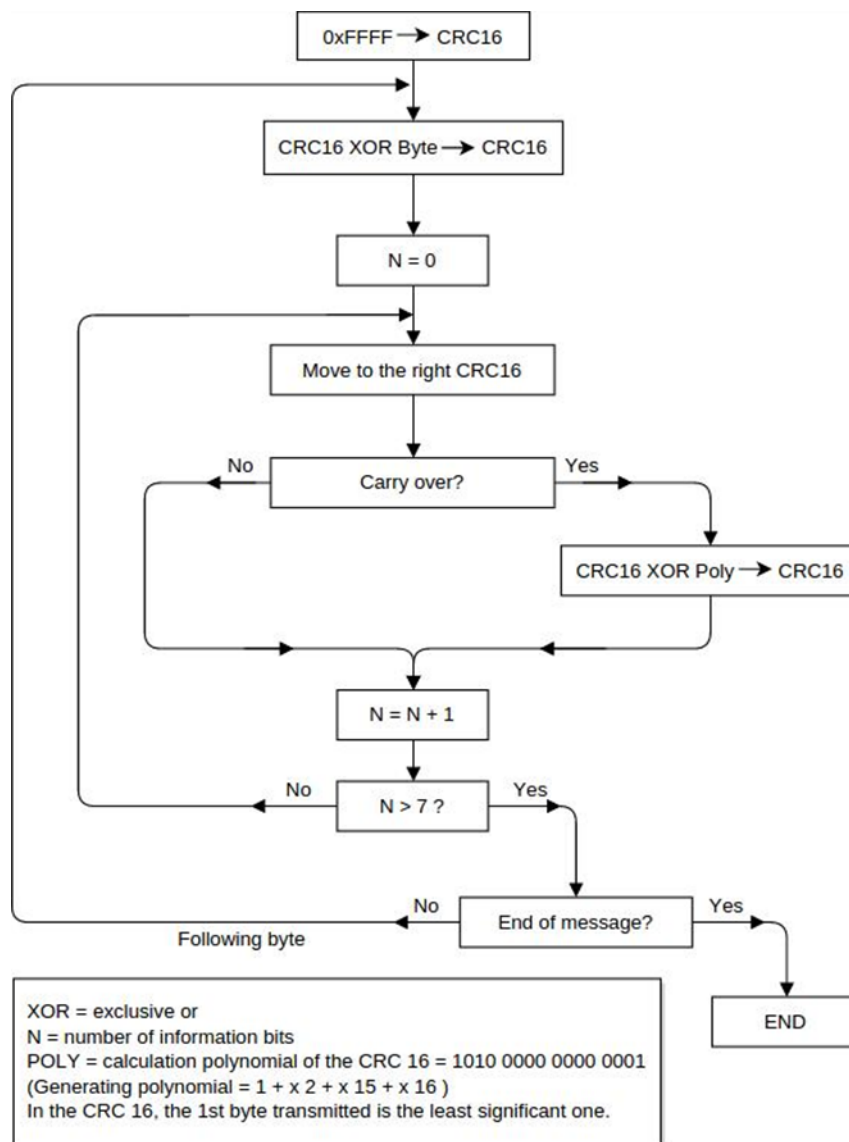 0xFFFF → CRC16
CRC16 XOR Byte → CRC16
N = 0
Move to the right CRC16
No
Carry over?
Yes
CRC16 XOR Poly → CRC16
N = N + 1
No
N > 7 ?
Yes
No
End of message?
Yes
Following byte
END
XOR = exclusive or
N = number of information bits
POLY = calculation polynomial of the CRC 16 = 1010 0000 0000 0001
(Generating polynomial = 1 + x 2 + x 15 + x 16 )
In the CRC 16, the 1st byte transmitted is the least significant one.